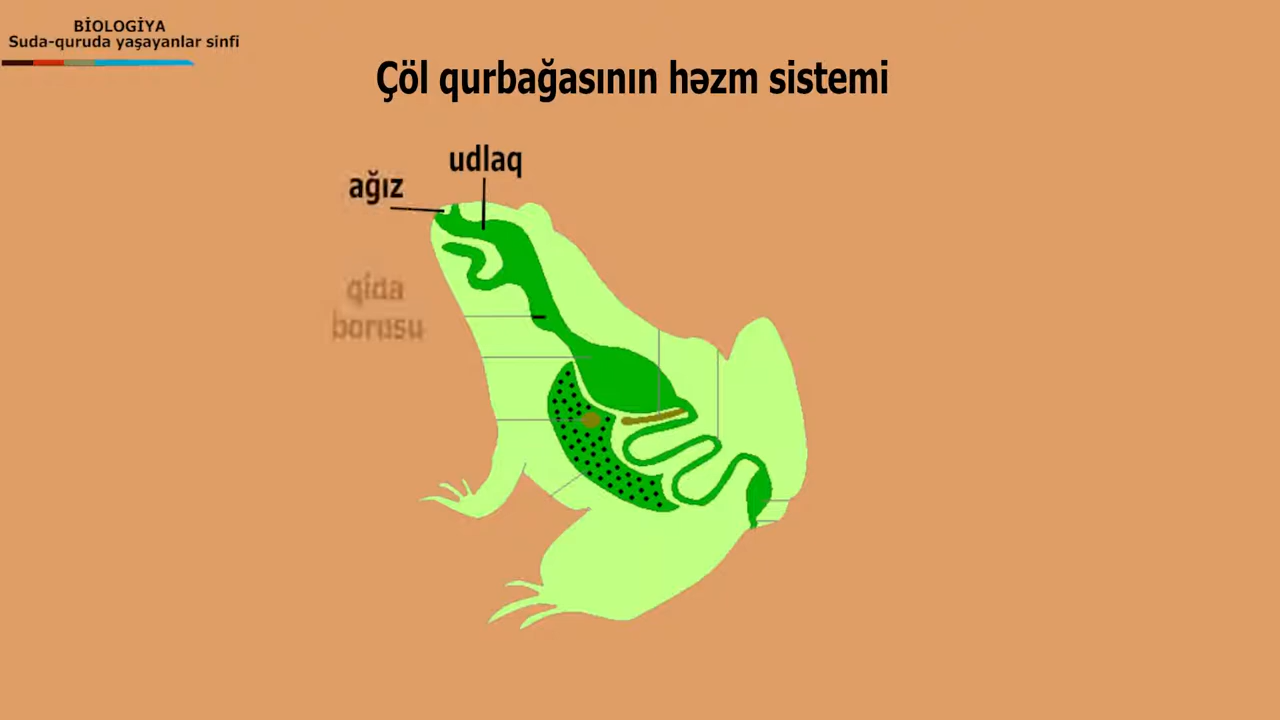 BİOLOGİYA
Suda-quruda yaşayanlar sinfi
Çöl qurbağasının həzm sistemi
udlaq
ağız
qida
borusu